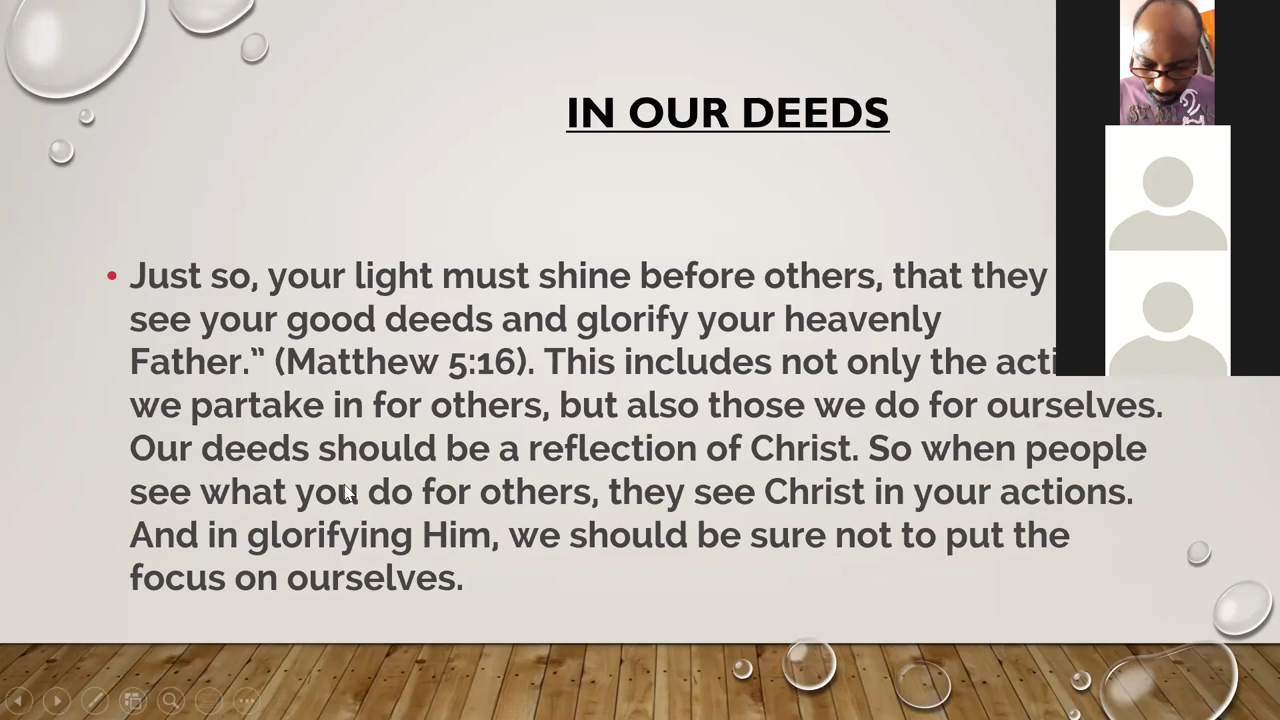 IN OUR DEEDS
• Just so, your light must shine before others, that they
see your good deeds and glorify your heavenly
Father.” (Matthew 5:16). This includes not only the
we partake in for others, but also those we do for ourselves.
Our deeds should be a reflection of Christ. So when people
see what you do for others, they see Christ in your actions.
And in glorifying Him, we should be sure not to put the
focus on ourselves.